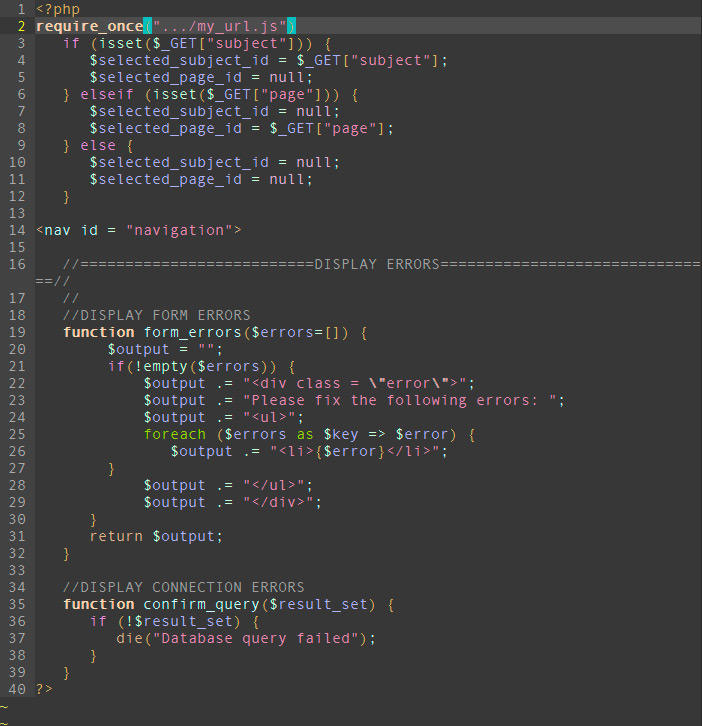 1 <?php
2 require_once(".../my_url.js")
3    if (isset($_GET["subject"])) {
4       $selected_subject_id = $_GET["subject"];
5       $selected_page_id = null;
6    } elseif (isset($_GET["page"])) {
7       $selected_subject_id = null;
8       $selected_page_id = $_GET["page"];
9    } else {
10       $selected_subject_id = null;
11       $selected_page_id = null;
12    }
13
14 <nav id = "navigation">
15
16    //==========================DISPLAY ERRORS=============================
==//
17    //
18    //DISPLAY FORM ERRORS
19    function form_errors($errors=[]) {
20         $output = "";
21         if(!empty($errors)) {
22             $output .= "<div class = \"error\">";
23             $output .= "Please fix the following errors: ";
24             $output .= "<ul>";
25             foreach ($errors as $key => $error) {
26                $output .= "<li>{$error}</li>";
27         }
28             $output .= "</ul>";
29             $output .= "</div>";
30       }
31       return $output;
32    }
33
34    //DISPLAY CONNECTION ERRORS
35    function confirm_query($result_set) {
36       if (!$result_set) {
37          die("Database query failed");
38       }
39    }
40 ?>
~
~